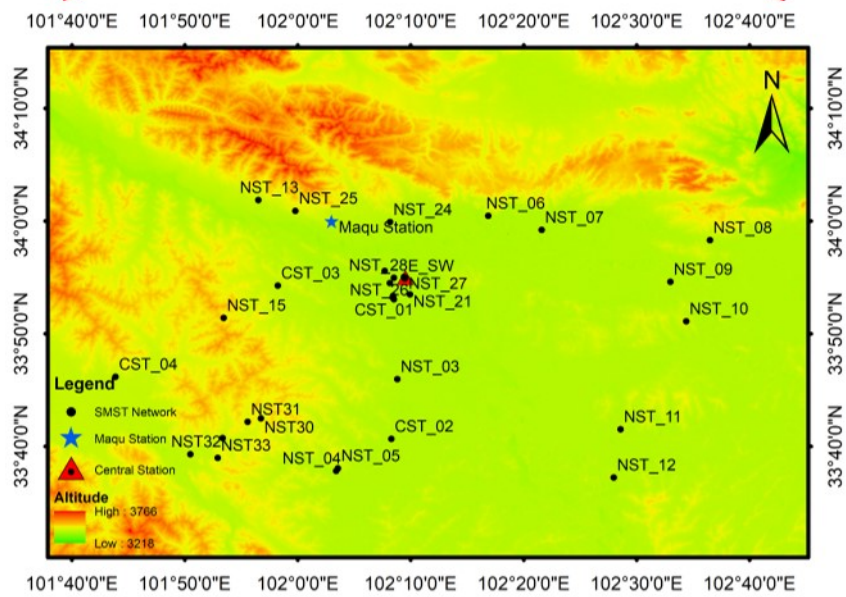 101°40'0"E 101°50'0"E 102°0'0"E 102°10'0"E 102°20'0"E 102°30'0"E 102°40'0"E
N
34°10'0"N 34°10'0"N
NST_13
NST_25
NST_24
NST_06
NST_07
34°0'0"N 34°0'0"N
Maqu Station
NST_08
NST_28 E_SW
CST_03
NST_09
NST_26 NST_27
NST_15
CST_01 NST_21
NST_10
33°50'0"N 33°50'0"N
CST_04
NST_03
Legend
SMST Network
NST31
NST30
NST_11
CST_02
Maqu Station
NST32 NST33
33°40'0"N 33°40'0"N
NST_04 NST_05
NST_12
Central Station
Altitude
High : 3766
Low : 3218
101°40'0"E 101°50'0"E 102°0'0"E 102°10'0"E 102°20'0"E 102°30'0"E 102°40'0"E